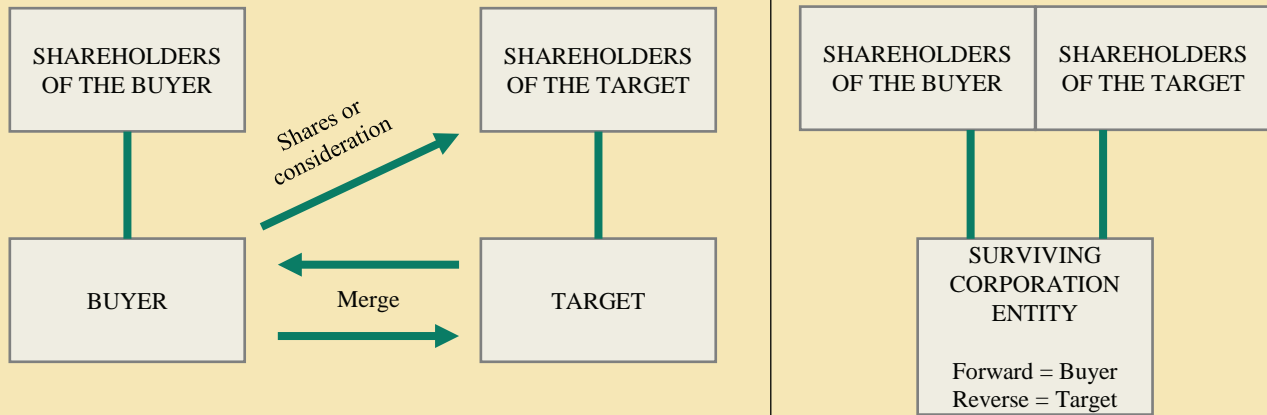 SHAREHOLDERS
OF THE BUYER
SHAREHOLDERS
OF THE TARGET
Shares or
consideration
BUYER
Merge
TARGET
SHAREHOLDERS
OF THE BUYER
SHAREHOLDERS
OF THE TARGET
SURVIVING
CORPORATION
ENTITY
Forward = Buyer
Reverse = Target